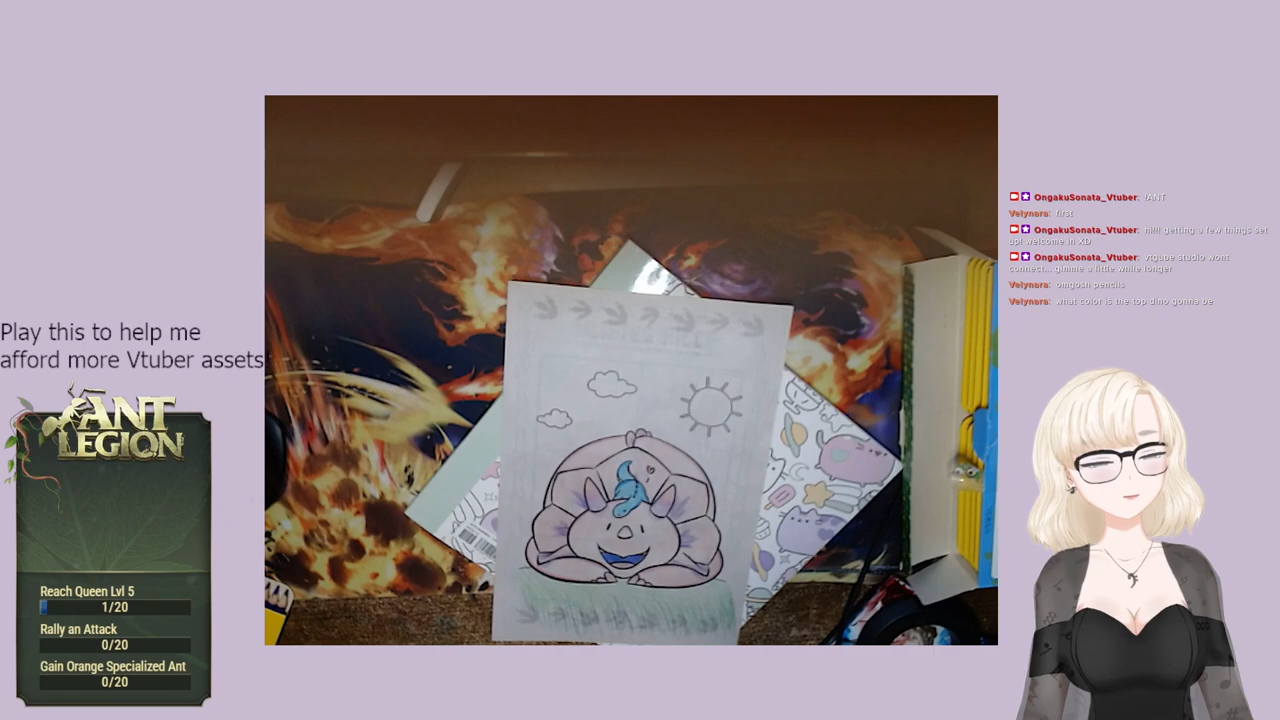 Play this to help me
afford more Vtuber assets!
ANT
LEGION
Reach Queen Lvl 5
1/20
Rally an Attack
0/20
Gain Orange Specialized Ant
0/20
OngakuSonata_Vtuber: !ANT
Velynara: first
OngakuSonata_Vtuber: hi!!! getting a few things set
up! welcome in XD
OngakuSonata_Vtuber: vtgube studio wont
connect... gimme a little while longer
Velynara: omgosh pencils
Velynara: what color is the top dino gonna be